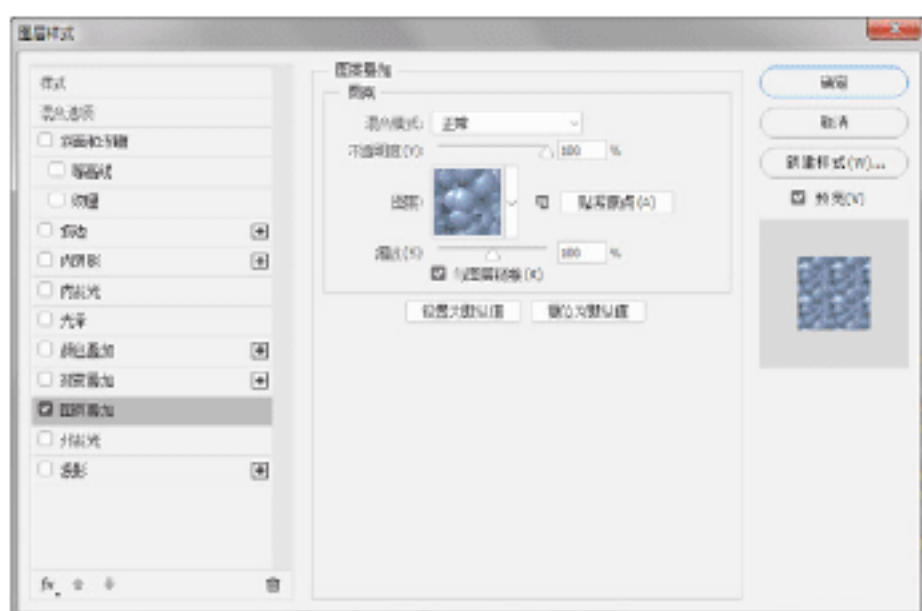 图层样式
样式
混合选项
斜面和浮雕
等高线
纹理
描边
内阴影
内发光
光泽
颜色叠加
渐变叠加
图案叠加
外发光
投影
fx
图案叠加
图案
混合模式: 正常
不透明度(Y): 100 %
图案: 贴紧原点(A)
缩放(S) 100 %
与图层链接(K)
设置为默认值 复位为默认值
确定
取消
新建样式(W)...
预览(V)